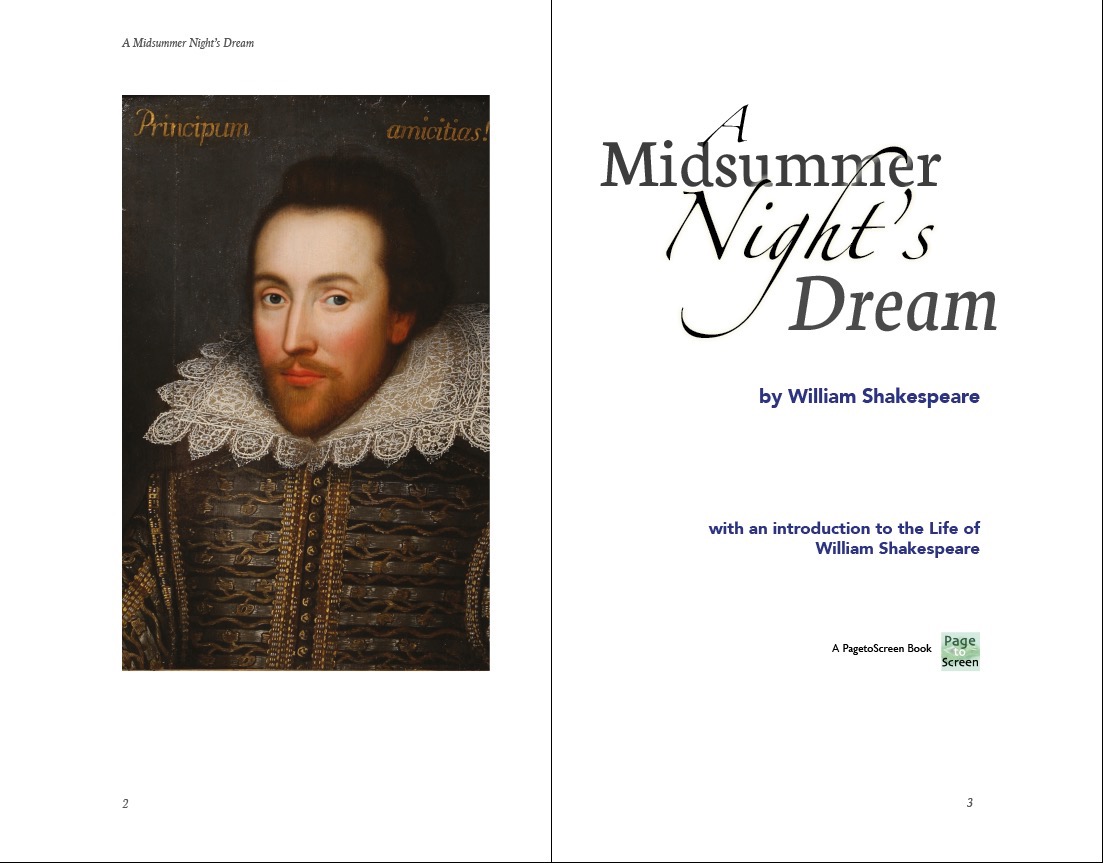 A Midsummer Night's Dream
Principum amicitias!
2
A
Midsummer
Night's
Dream
by William Shakespeare
with an introduction to the Life of
William Shakespeare
A PagetoScreen Book
Page
to
Screen
3